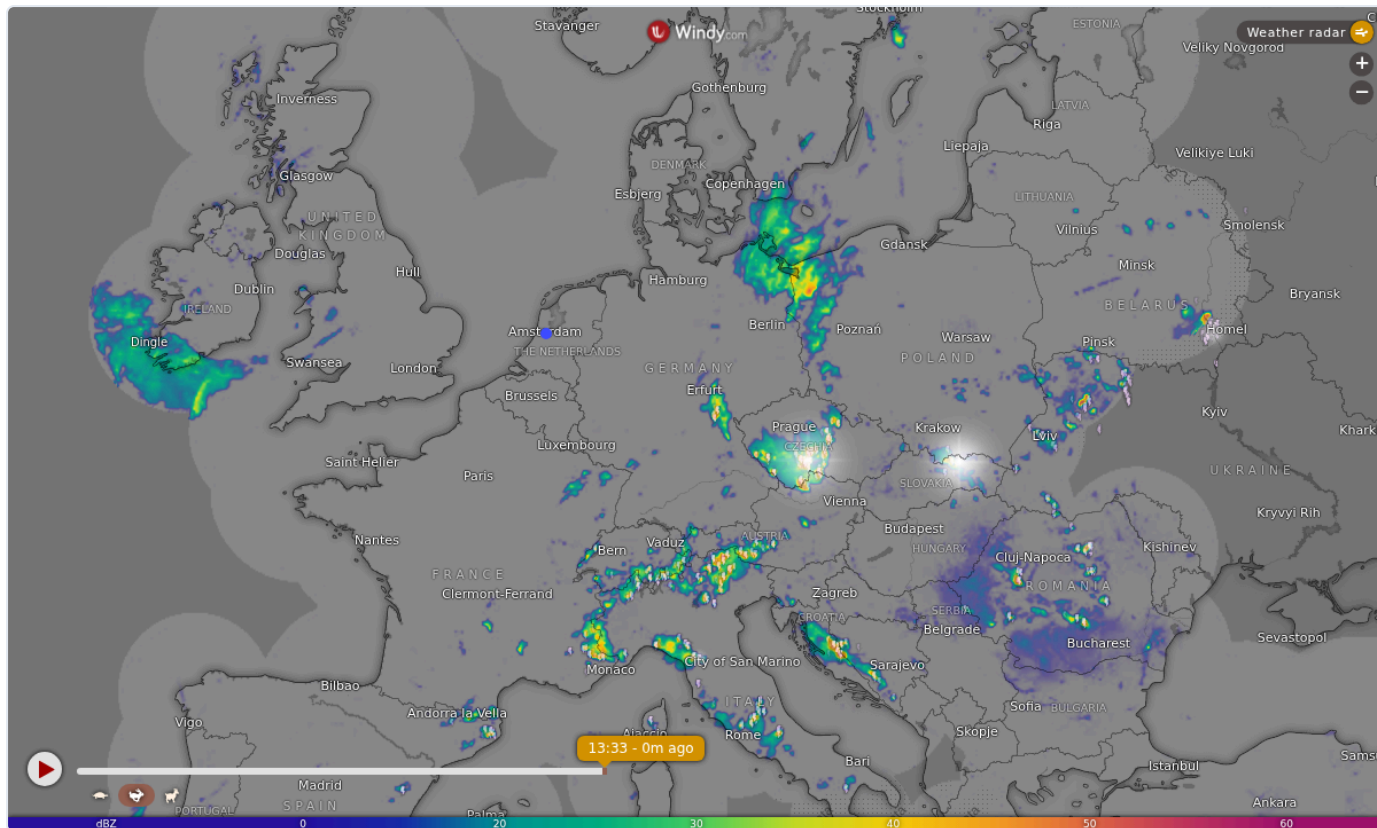 Stockholm
Stavanger
Windy.com
ESTONIA
Weather radar
Veliky Novgorod
+
−
Gothenburg
Inverness
LATVIA
Riga
Liepaja
Velikiye Luki
DENMARK
Glasgow
Copenhagen
Esbjerg
LITHUANIA
UNITED
KINGDOM
Vilnius
Smolensk
Gdansk
Douglas
Hull
Minsk
Hamburg
Dublin
Bryansk
IRELAND
BELARUS
Berlin
Poznań
Homel
Amsterdam
Dingle
Warsaw
Pinsk
THE NETHERLANDS
POLAND
Swansea
London
GERMANY
Erfurt
Brussels
Kyiv
Prague
Krakow
Lviv
Khark
CZECHIA
Luxembourg
Saint Helier
Paris
UKRAINE
SLOVAKIA
Vienna
Kryvyi Rih
Budapest
Nantes
AUSTRIA
Vaduz
Bern
HUNGARY
Kishinev
Cluj-Napoca
FRANCE
ROMANIA
Clermont-Ferrand
Zagreb
SERBIA
CROATIA
Belgrade
Sevastopol
Bucharest
City of San Marino
Sarajevo
Monaco
Bilbao
ITALY
Sofia
BULGARIA
Andorra la Vella
Vigo
Ajaccio
Rome
Skopje
13:33 - 0m ago
Bari
Sams
Istanbul
Madrid
SPAIN
Ankara
PORTUGAL
Palma
dBZ 0 20 30 40 50 60